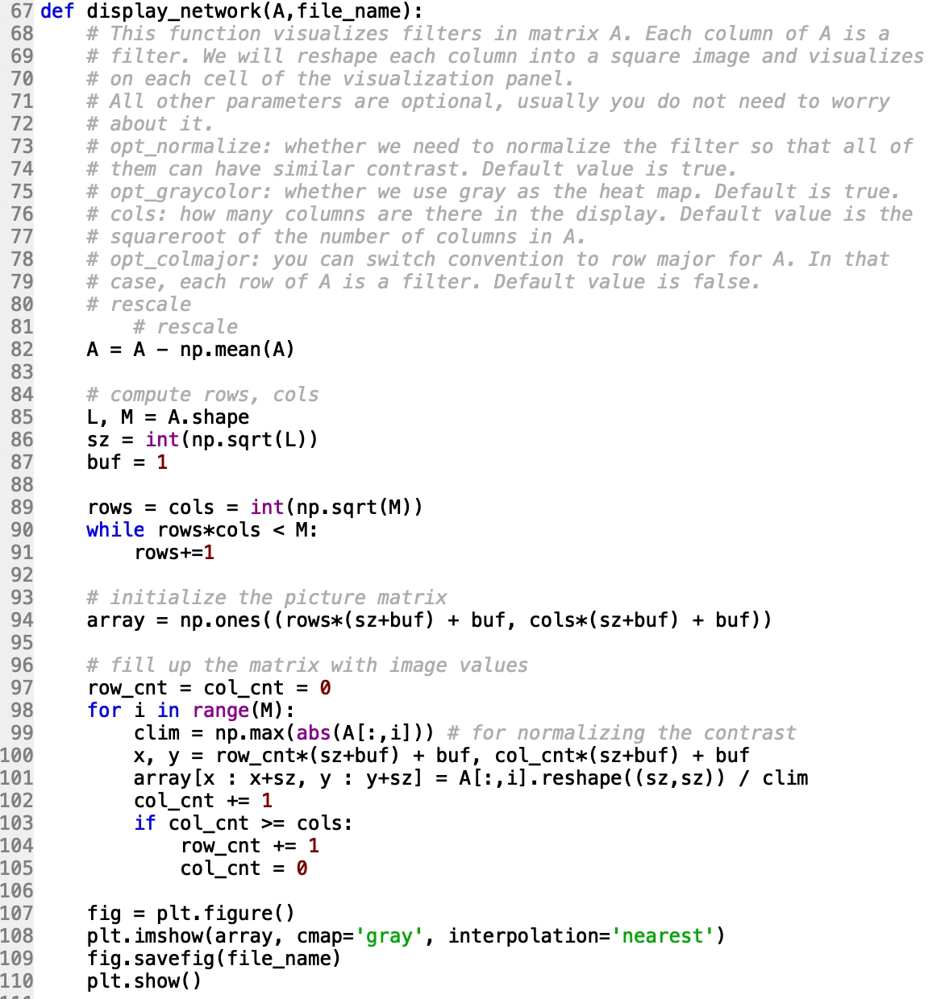 67 def display_network(A,file_name):
68     # This function visualizes filters in matrix A. Each column of A is a
69     # filter. We will reshape each column into a square image and visualizes
70     # on each cell of the visualization panel.
71     # All other parameters are optional, usually you do not need to worry
72     # about it.
73     # opt_normalize: whether we need to normalize the filter so that all of
74     # them can have similar contrast. Default value is true.
75     # opt_graycolor: whether we use gray as the heat map. Default is true.
76     # cols: how many columns are there in the display. Default value is the
77     # squareroot of the number of columns in A.
78     # opt_colmajor: you can switch convention to row major for A. In that
79     # case, each row of A is a filter. Default value is false.
80     # rescale
81         # rescale
82     A = A - np.mean(A)
83
84     # compute rows, cols
85     L, M = A.shape
86     sz = int(np.sqrt(L))
87     buf = 1
88
89     rows = cols = int(np.sqrt(M))
90     while rows*cols < M:
91         rows+=1
92
93     # initialize the picture matrix
94     array = np.ones((rows*(sz+buf) + buf, cols*(sz+buf) + buf))
95
96     # fill up the matrix with image values
97     row_cnt = col_cnt = 0
98     for i in range(M):
99         clim = np.max(abs(A[:,i])) # for normalizing the contrast
100         x, y = row_cnt*(sz+buf) + buf, col_cnt*(sz+buf) + buf
101         array[x : x+sz, y : y+sz] = A[:,i].reshape((sz,sz)) / clim
102         col_cnt += 1
103         if col_cnt >= cols:
104             row_cnt += 1
105             col_cnt = 0
106
107     fig = plt.figure()
108     plt.imshow(array, cmap='gray', interpolation='nearest')
109     fig.savefig(file_name)
110     plt.show()